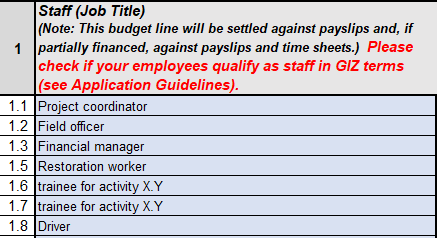 Staff (Job Title)
(Note: This budget line will be settled against payslips and, if
1 partially financed, against payslips and time sheets.) Please
check if your employees qualify as staff in GIZ terms
(see Application Guidelines).
1.1 Project coordinator
1.2 Field officer
1.3 Financial manager
1.5 Restoration worker
1.6 trainee for activity X.Y
1.7 trainee for activity X.Y
1.8 Driver